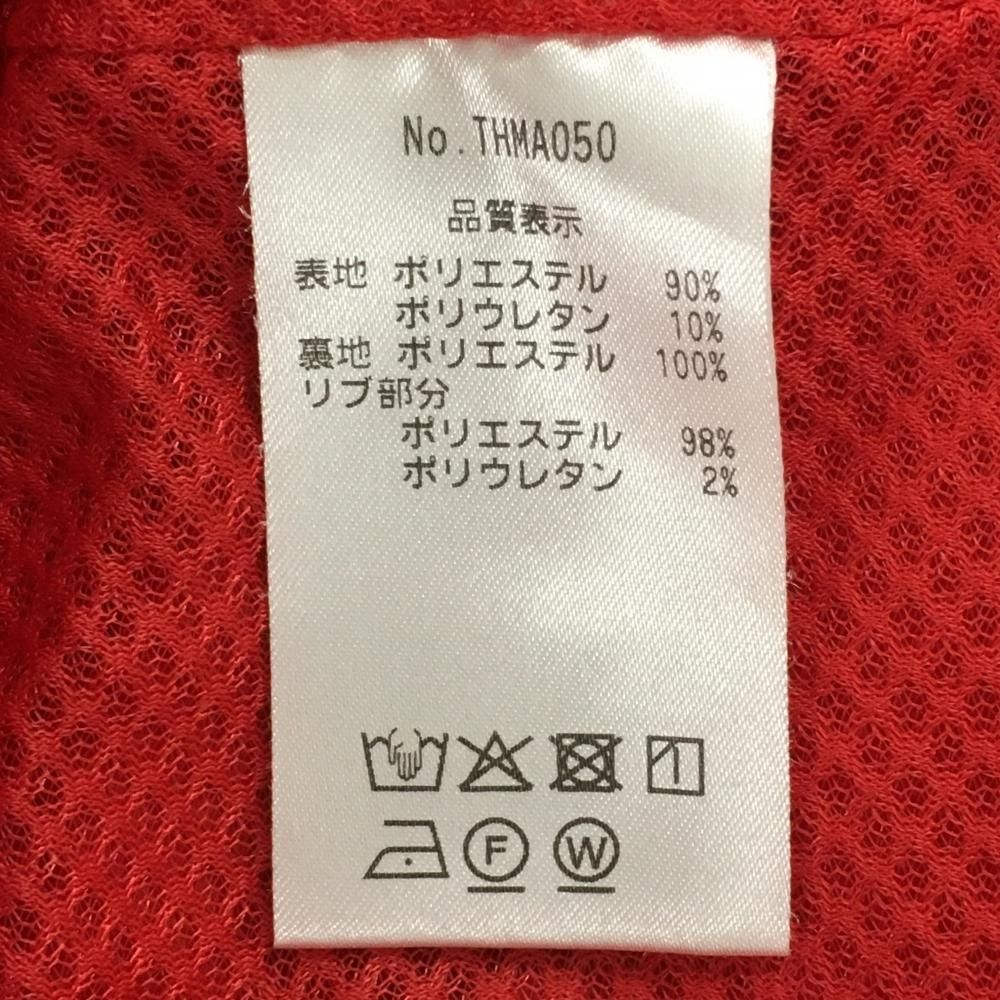 No.THMA050
品質表示
表地 ポリエステル 90%
ポリウレタン 10%
裏地 ポリエステル 100%
リブ部分
ポリエステル 98%
ポリウレタン 2%
F W